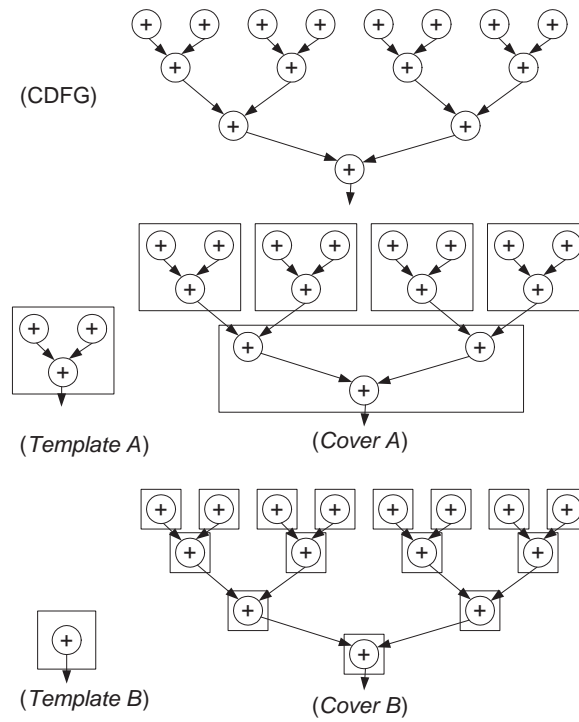 + + + + + + + +
+ + + +
(CDFG)
+ +
+
+ + + + + + + +
+ + + +
+ +
+ +
+
+
(Template A)
(Cover A)
+ + + + + + + +
+ + + +
+ +
+
+
(Template B)
(Cover B)